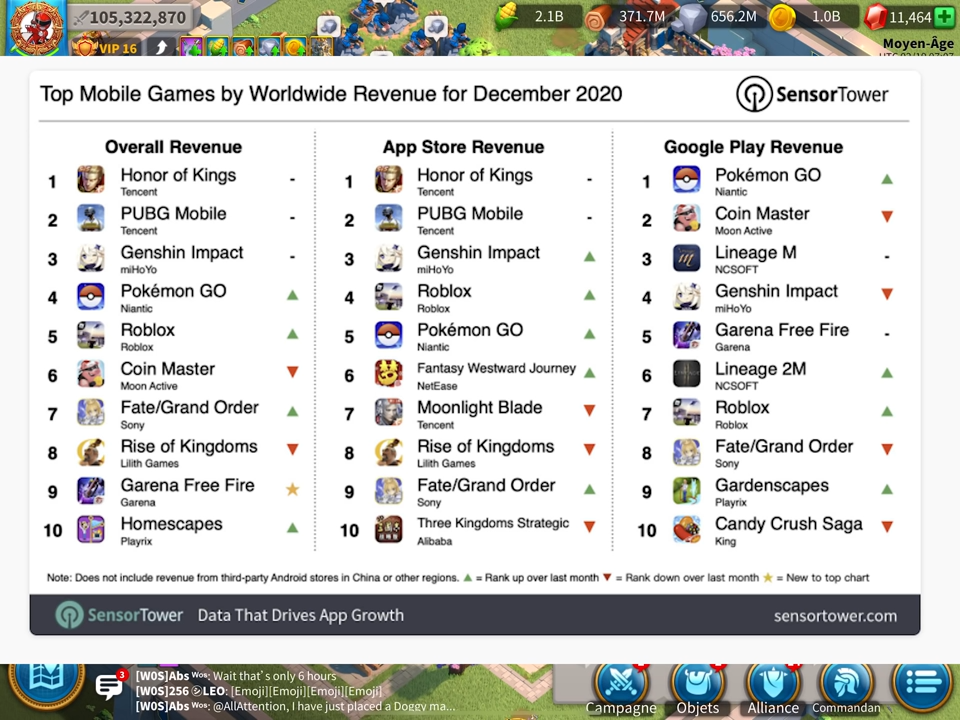 105,322,870
2.1B
371.7M
656.2M
1.0B
11,464
VIP 16
Moyen-Âge
Top Mobile Games by Worldwide Revenue for December 2020
SensorTower
Overall Revenue
1 Honor of Kings -
Tencent
2 PUBG Mobile -
Tencent
3 Genshin Impact -
miHoYo
4 Pokémon GO ▲
Niantic
5 Roblox ▲
Roblox
6 Coin Master ▼
Moon Active
7 Fate/Grand Order ▲
Sony
8 Rise of Kingdoms ▼
Lilith Games
9 Garena Free Fire ★
Garena
10 Homescapes ▲
Playrix
App Store Revenue
1 Honor of Kings -
Tencent
2 PUBG Mobile -
Tencent
3 Genshin Impact ▲
miHoYo
4 Roblox ▲
Roblox
5 Pokémon GO ▲
Niantic
6 Fantasy Westward Journey ▲
NetEase
7 Moonlight Blade ▼
Tencent
8 Rise of Kingdoms ▼
Lilith Games
9 Fate/Grand Order ▲
Sony
10 Three Kingdoms Strategic ▼
Alibaba
Google Play Revenue
1 Pokémon GO ▲
Niantic
2 Coin Master ▼
Moon Active
3 Lineage M -
NCSOFT
4 Genshin Impact ▼
miHoYo
5 Garena Free Fire -
Garena
6 Lineage 2M ▲
NCSOFT
7 Roblox ▲
Roblox
8 Fate/Grand Order ▼
Sony
9 Gardenscapes ▲
Playrix
10 Candy Crush Saga ▼
King
Note: Does not include revenue from third-party Android stores in China or other regions. ▲ = Rank up over last month ▼ = Rank down over last month ★ = New to top chart
SensorTower Data That Drives App Growth
sensortower.com
3
[W0S]Abs ᵂᵒˢ: Wait that's only 6 hours
[W0S]256 LEO: [Emoji][Emoji][Emoji][Emoji]
[W0S]Abs ᵂᵒˢ: @AllAttention, I have just placed a Doggy ma...
Campagne
Objets
Alliance
Commandan